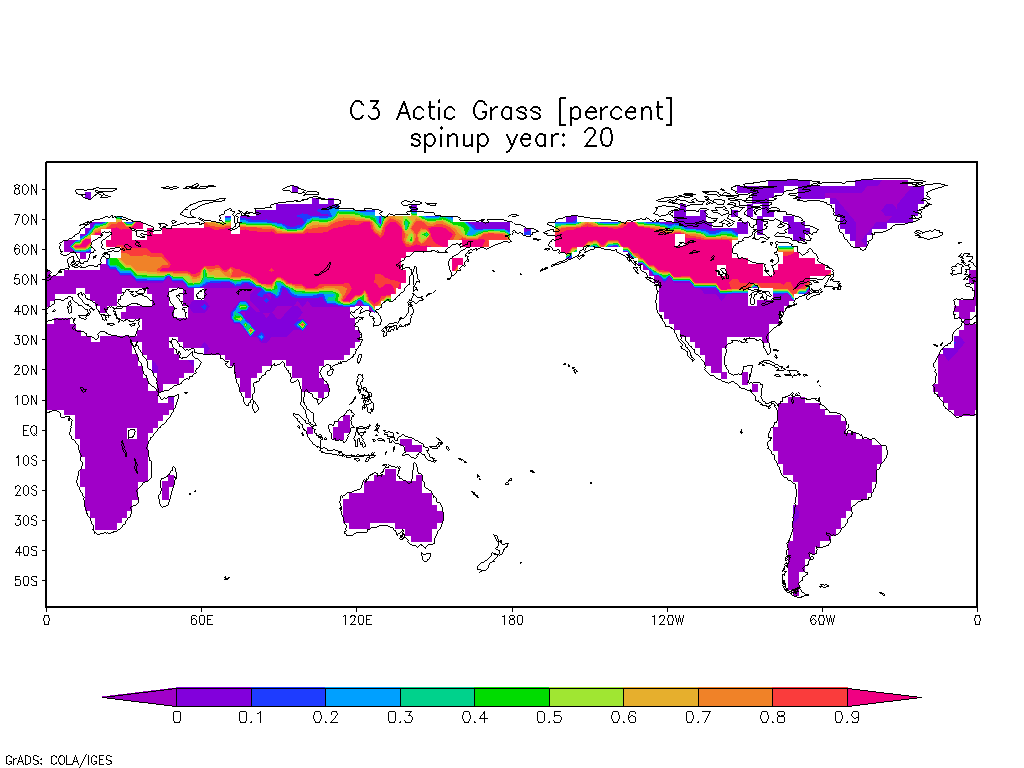 C3 Actic Grass [percent]
spinup year: 20
80N
70N
60N
50N
40N
30N
20N
10N
EQ
10S
20S
30S
40S
50S
0 60E 120E 180 120W 60W 0
0 0.1 0.2 0.3 0.4 0.5 0.6 0.7 0.8 0.9
GrADS: COLA/IGES